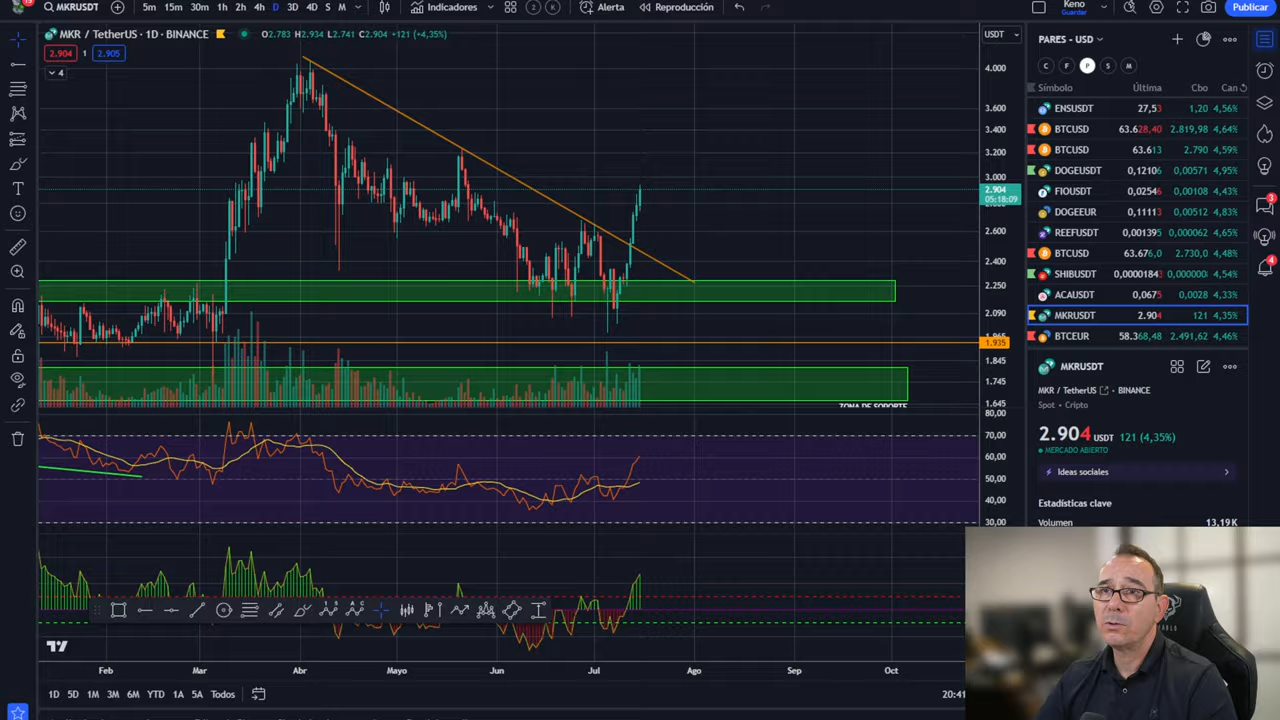 MKRUSDT 5m 15m 30m 1h 2h 4h D 3D 4D S M Indicadores 2 K Alerta Reproducción Keno Guardar Publicar
MKR / TetherUS · 1D · BINANCE O2.783 H2.934 L2.741 C2.904 +121 (+4,35%) USDT
2.904 1 2.905
4
4.000
3.600
3.400
3.200
3.000
2.904
05:18:09
2.600
2.400
2.250
2.090
1.935
1.845
1.745
1.645
ZONA DE SOPORTE
80,00
70,00
60,00
50,00
40,00
30,00
Feb Mar Abr Mayo Jun Jul Ago Sep Oct
1D 5D 1M 3M 6M YTD 1A 5A Todos 20:41
PARES - USD
C F P S M
Símbolo Última Cbo Can
ENSUSDT 27,53 1,20 4,56%
BTCUSD 63.628,40 2.819,98 4,64%
BTCUSD 63.613 2.790 4,59%
DOGEUSDT 0,12106 0,00571 4,95%
FIOUSDT 0,02546 0,00108 4,43%
DOGEEUR 0,11113 0,00512 4,83%
REEFUSDT 0,001395 0,000062 4,65%
BTCUSD 63.676,0 2.730,0 4,48%
SHIBUSDT 0,00001843 0,000000 4,54%
ACAUSDT 0,0675 0,0028 4,33%
MKRUSDT 2.904 121 4,35%
BTCEUR 58.368,48 2.491,62 4,46%
MKRUSDT
MKR / TetherUS · BINANCE
Spot · Cripto
2.904 USDT 121 (4,35%)
MERCADO ABIERTO
Ideas sociales
Estadísticas clave
Volumen 13,19K
3
4